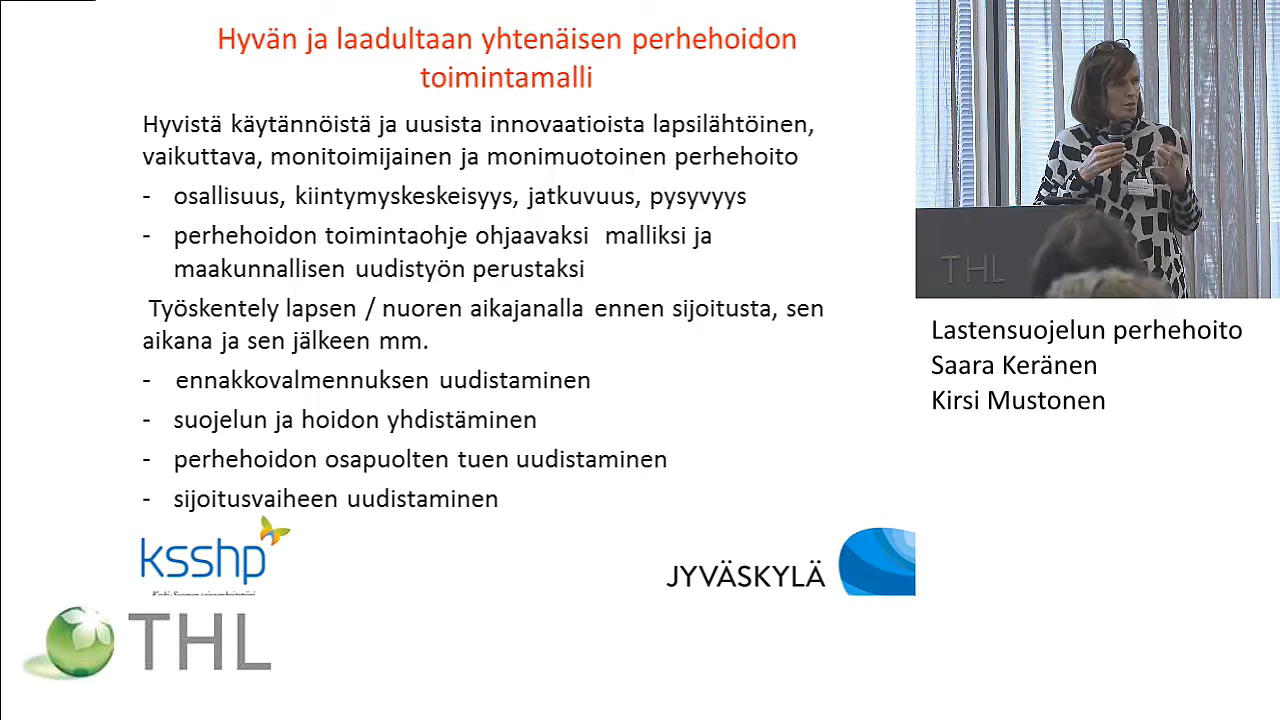 Hyvän ja laadultaan yhtenäisen perhehoidon
toimintamalli
Hyvistä käytännöistä ja uusista innovaatioista lapsilähtöinen,
vaikuttava, monitoimijainen ja monimuotoinen perhehoito
- osallisuus, kiintymyskeskeisyys, jatkuvuus, pysyvyys
- perhehoidon toimintaohje ohjaavaksi malliksi ja
maakunnallisen uudistyön perustaksi
Työskentely lapsen / nuoren aikajanalla ennen sijoitusta, sen
aikana ja sen jälkeen mm.
- ennakkovalmennuksen uudistaminen
- suojelun ja hoidon yhdistäminen
- perhehoidon osapuolten tuen uudistaminen
- sijoitusvaiheen uudistaminen
ksshp
JYVÄSKYLÄ
THL
THL
Lastensuojelun perhehoito
Saara Keränen
Kirsi Mustonen